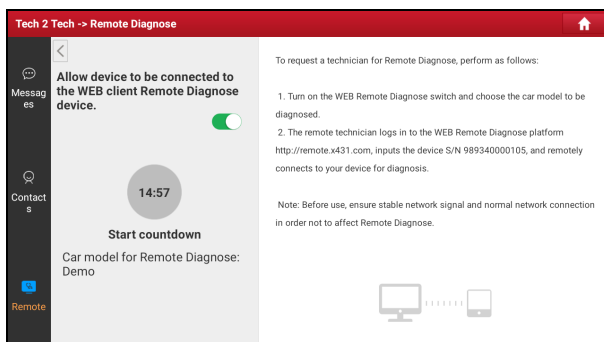 Tech 2 Tech -> Remote Diagnose
Messag
es
Contact
s
Remote
Allow device to be connected to
the WEB client Remote Diagnose
device.
14:57
Start countdown
Car model for Remote Diagnose:
Demo
To request a technician for Remote Diagnose, perform as follows:
1. Turn on the WEB Remote Diagnose switch and choose the car model to be
diagnosed.
2. The remote technician logs in to the WEB Remote Diagnose platform
http://remote.x431.com, inputs the device S/N 989340000105, and remotely
connects to your device for diagnosis.
Note: Before use, ensure stable network signal and normal network connection
in order not to affect Remote Diagnose.